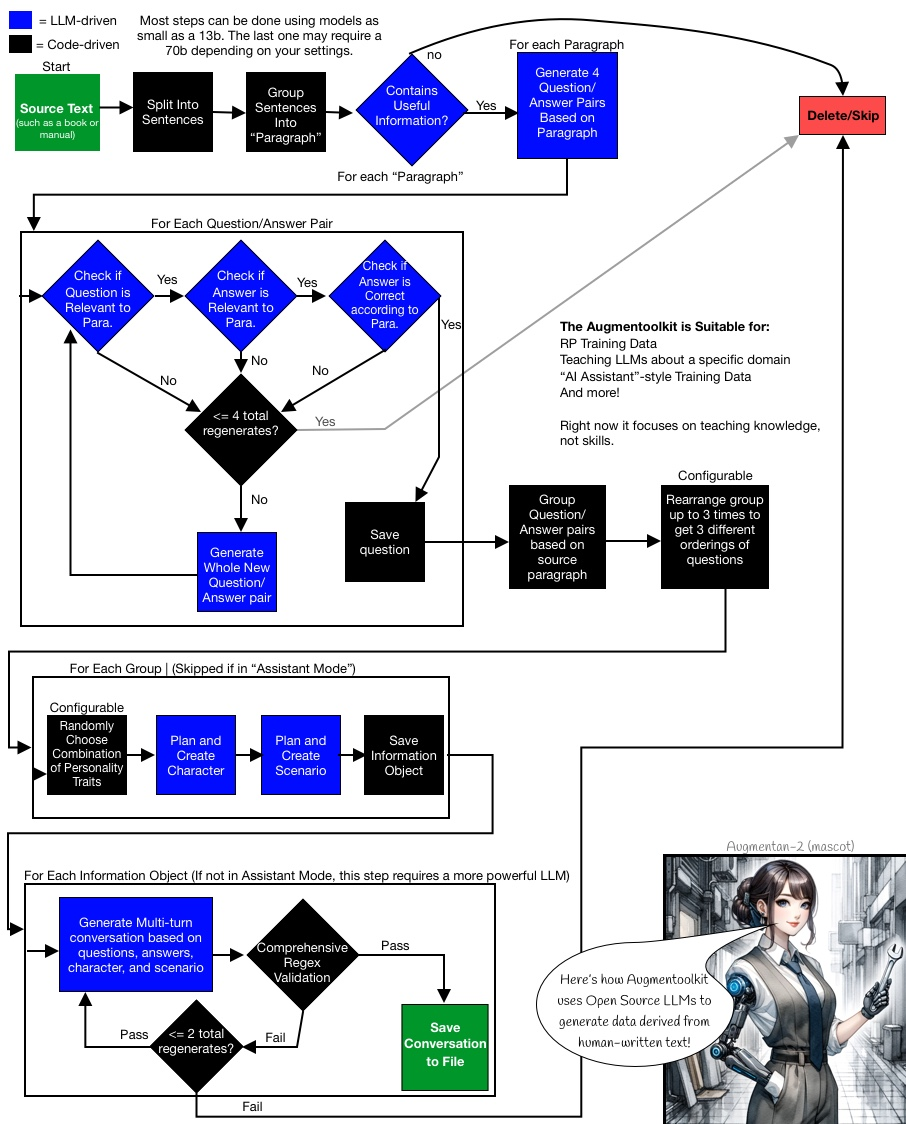 = LLM-driven
= Code-driven
Most steps can be done using models as
small as a 13b. The last one may require a
70b depending on your settings.
Start
Source Text
(such as a book or
manual)
Split Into
Sentences
Group
Sentences
Into
“Paragraph”
Contains
Useful
Information?
For each “Paragraph”
no
Yes
For each Paragraph
Generate 4
Question/
Answer Pairs
Based on
Paragraph
Delete/Skip
For Each Question/Answer Pair
Check if
Question is
Relevant to
Para.
Yes
Check if
Answer is
Relevant to
Para.
Yes
Check if
Answer is
Correct
according to
Para.
Yes
No
No
No
<= 4 total
regenerates?
Yes
No
Generate
Whole New
Question/
Answer pair
Save
question
The Augmentoolkit is Suitable for:
RP Training Data
Teaching LLMs about a specific domain
“AI Assistant”-style Training Data
And more!
Right now it focuses on teaching knowledge,
not skills.
Group
Question/
Answer pairs
based on
source
paragraph
Configurable
Rearrange group
up to 3 times to
get 3 different
orderings of
questions
For Each Group | (Skipped if in “Assistant Mode”)
Configurable
Randomly
Choose
Combination
of Personality
Traits
Plan and
Create
Character
Plan and
Create
Scenario
Save
Information
Object
For Each Information Object (If not in Assistant Mode, this step requires a more powerful LLM)
Generate Multi-turn
conversation based on
questions, answers,
character, and scenario
Comprehensive
Regex
Validation
Pass
Save
Conversation
to File
Fail
<= 2 total
regenerates?
Pass
Fail
Augmentan-2 (mascot)
Here's how Augmentoolkit
uses Open Source LLMs to
generate data derived from
human-written text!